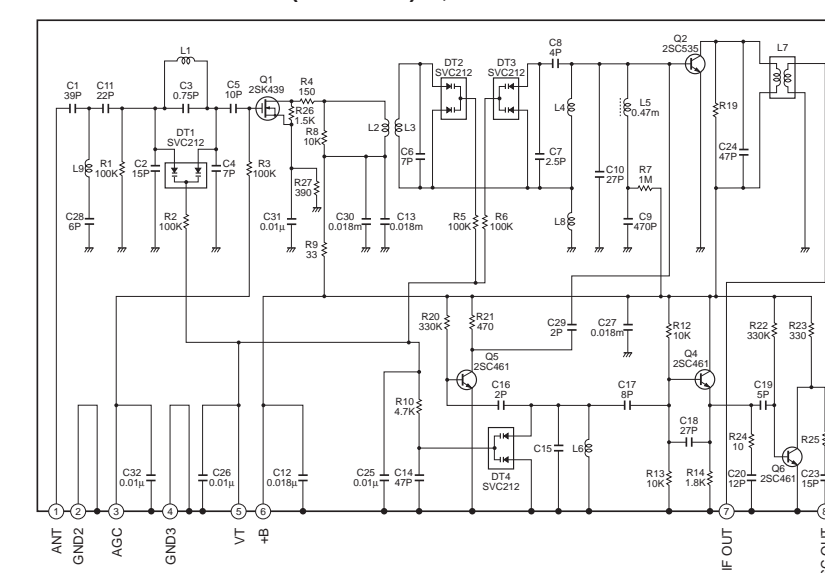 L1
C1
39P
C11
22P
C3
0.75P
C5
10P
Q1
2SK439
R4
150
R26
1.5K
R8
10K
L2
L3
DT2
SVC212
DT3
SVC212
C8
4P
Q2
2SC535
L7
DT1
SVC212
L9
R1
100K
C2
15P
C4
7P
R3
100K
C6
7P
L4
C7
2.5P
L5
0.47m
R19
C24
47P
C10
27P
R7
1M
R27
390
C28
6P
R2
100K
C31
0.01µ
C30
0.018m
C13
0.018m
R5
100K
R6
100K
L8
C9
470P
R9
33
R20
330K
R21
470
C29
2P
C27
0.018m
R12
10K
R22
330K
R23
330
Q5
2SC461
Q4
2SC461
C16
2P
C17
8P
C19
5P
R10
4.7K
C18
27P
R24
10
R25
C15
L6
Q6
2SC461
C32
0.01µ
C26
0.01µ
C12
0.018µ
C25
0.01µ
C14
47P
DT4
SVC212
R13
10K
R14
1.8K
C20
12P
C23
15P
1
2
3
4
5
6
7
8
ANT
GND2
AGC
GND3
VT
+B
IF OUT